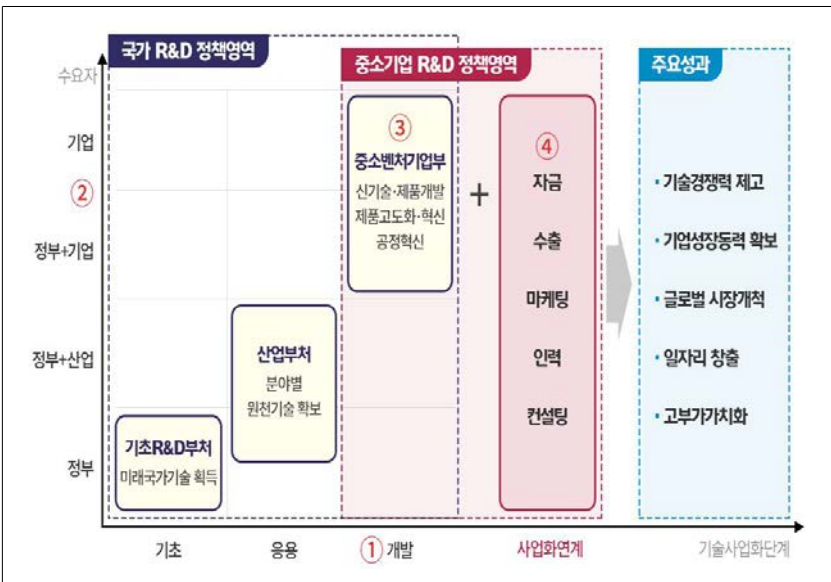 국가 R&D 정책영역
중소기업 R&D 정책영역
주요성과
수요자
기업
②
정부+기업
정부+산업
정부
③
중소벤처기업부
신기술·제품개발
제품고도화·혁신
공정혁신
산업부처
분야별
원천기술 확보
기초R&D부처
미래국가기술 획득
+
④
자금
수출
마케팅
인력
컨설팅
· 기술경쟁력 제고
· 기업성장동력 확보
· 글로벌 시장개척
· 일자리 창출
· 고부가가치화
기초
응용
① 개발
사업화연계
기술사업화단계